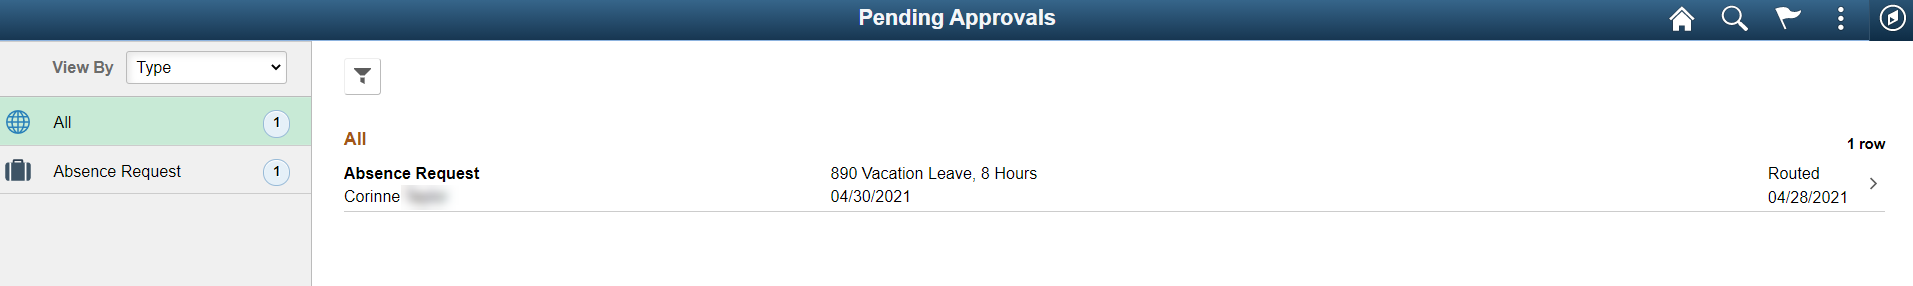 Pending Approvals
View By Type
All 1
Absence Request 1
All
1 row
Absence Request 890 Vacation Leave, 8 Hours Routed
Corinne 04/30/2021 04/28/2021